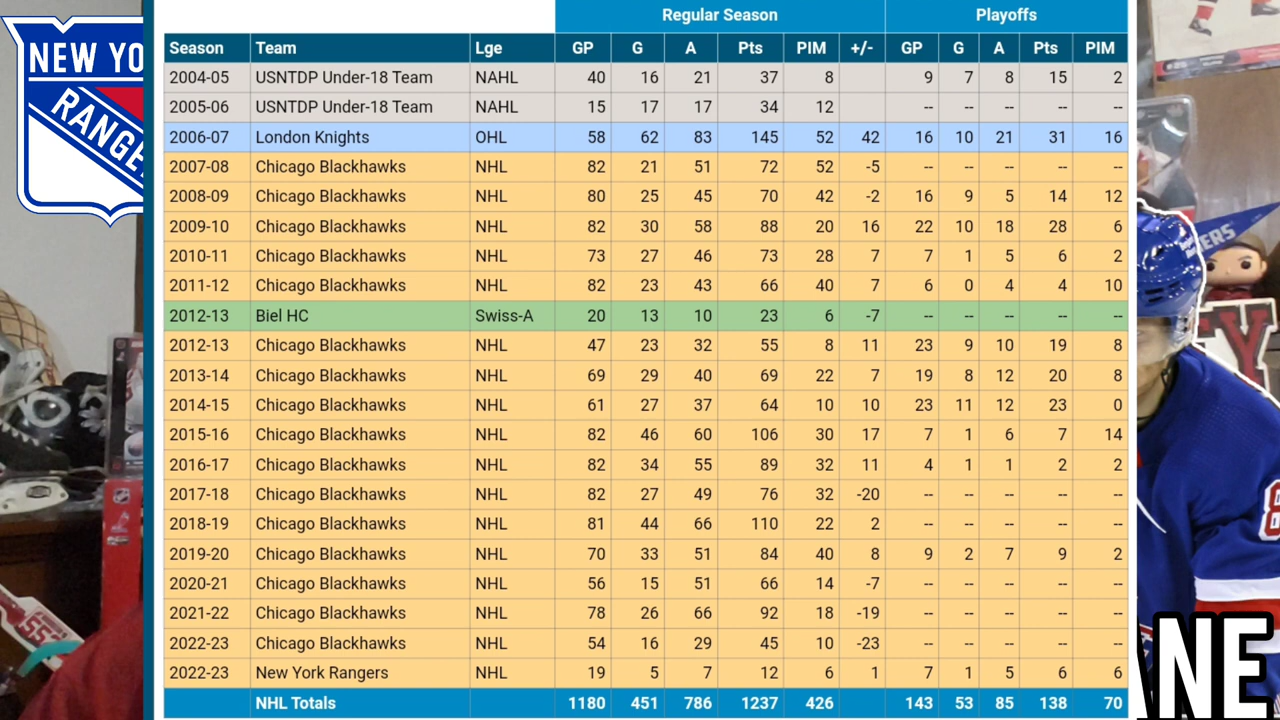 NEW YO
RANGE
Regular Season Playoffs
Season Team Lge GP G A Pts PIM +/- GP G A Pts PIM
2004-05 USNTDP Under-18 Team NAHL 40 16 21 37 8 9 7 8 15 2
2005-06 USNTDP Under-18 Team NAHL 15 17 17 34 12 -- -- -- -- --
2006-07 London Knights OHL 58 62 83 145 52 42 16 10 21 31 16
2007-08 Chicago Blackhawks NHL 82 21 51 72 52 -5 -- -- -- -- --
2008-09 Chicago Blackhawks NHL 80 25 45 70 42 -2 16 9 5 14 12
2009-10 Chicago Blackhawks NHL 82 30 58 88 20 16 22 10 18 28 6
2010-11 Chicago Blackhawks NHL 73 27 46 73 28 7 7 1 5 6 2
2011-12 Chicago Blackhawks NHL 82 23 43 66 40 7 6 0 4 4 10
2012-13 Biel HC Swiss-A 20 13 10 23 6 -7 -- -- -- -- --
2012-13 Chicago Blackhawks NHL 47 23 32 55 8 11 23 9 10 19 8
2013-14 Chicago Blackhawks NHL 69 29 40 69 22 7 19 8 12 20 8
2014-15 Chicago Blackhawks NHL 61 27 37 64 10 10 23 11 12 23 0
2015-16 Chicago Blackhawks NHL 82 46 60 106 30 17 7 1 6 7 14
2016-17 Chicago Blackhawks NHL 82 34 55 89 32 11 4 1 1 2 2
2017-18 Chicago Blackhawks NHL 82 27 49 76 32 -20 -- -- -- -- --
2018-19 Chicago Blackhawks NHL 81 44 66 110 22 2 -- -- -- -- --
2019-20 Chicago Blackhawks NHL 70 33 51 84 40 8 9 2 7 9 2
2020-21 Chicago Blackhawks NHL 56 15 51 66 14 -7 -- -- -- -- --
2021-22 Chicago Blackhawks NHL 78 26 66 92 18 -19 -- -- -- -- --
2022-23 Chicago Blackhawks NHL 54 16 29 45 10 -23 -- -- -- -- --
2022-23 New York Rangers NHL 19 5 7 12 6 1 7 1 5 6 6
NHL Totals 1180 451 786 1237 426 143 53 85 138 70
ERS
TY
8
55
ANE